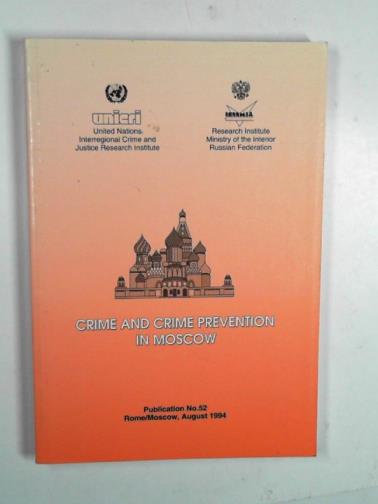 unicri
United Nations
Interregional Crime and
Justice Research Institute
Research Institute
Ministry of the Interior
Russian Federation
CRIME AND CRIME PREVENTION
IN MOSCOW
Publication No.52
Rome/Moscow, August 1994